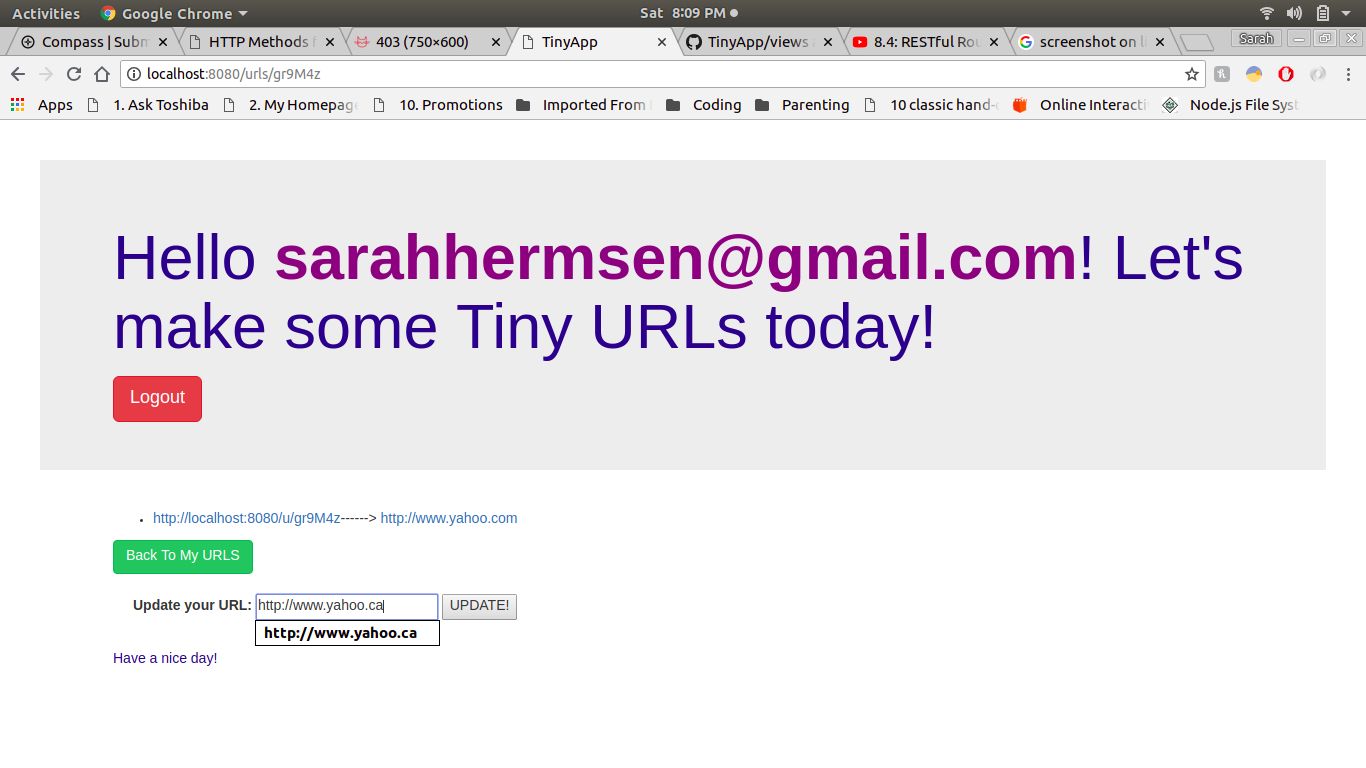 Activities Google Chrome Sat 8:09 PM
Compass | Subm HTTP Methods f 403 (750×600) TinyApp TinyApp/views 8.4: RESTful Rou screenshot on li Sarah
localhost:8080/urls/gr9M4z
Apps 1. Ask Toshiba 2. My Homepage 10. Promotions Imported From Coding Parenting 10 classic hand- Online Interacti Node.js File Syst
Hello sarahhermsen@gmail.com! Let's
make some Tiny URLs today!
Logout
http://localhost:8080/u/gr9M4z------> http://www.yahoo.com
Back To My URLS
Update your URL: http://www.yahoo.ca UPDATE!
http://www.yahoo.ca
Have a nice day!